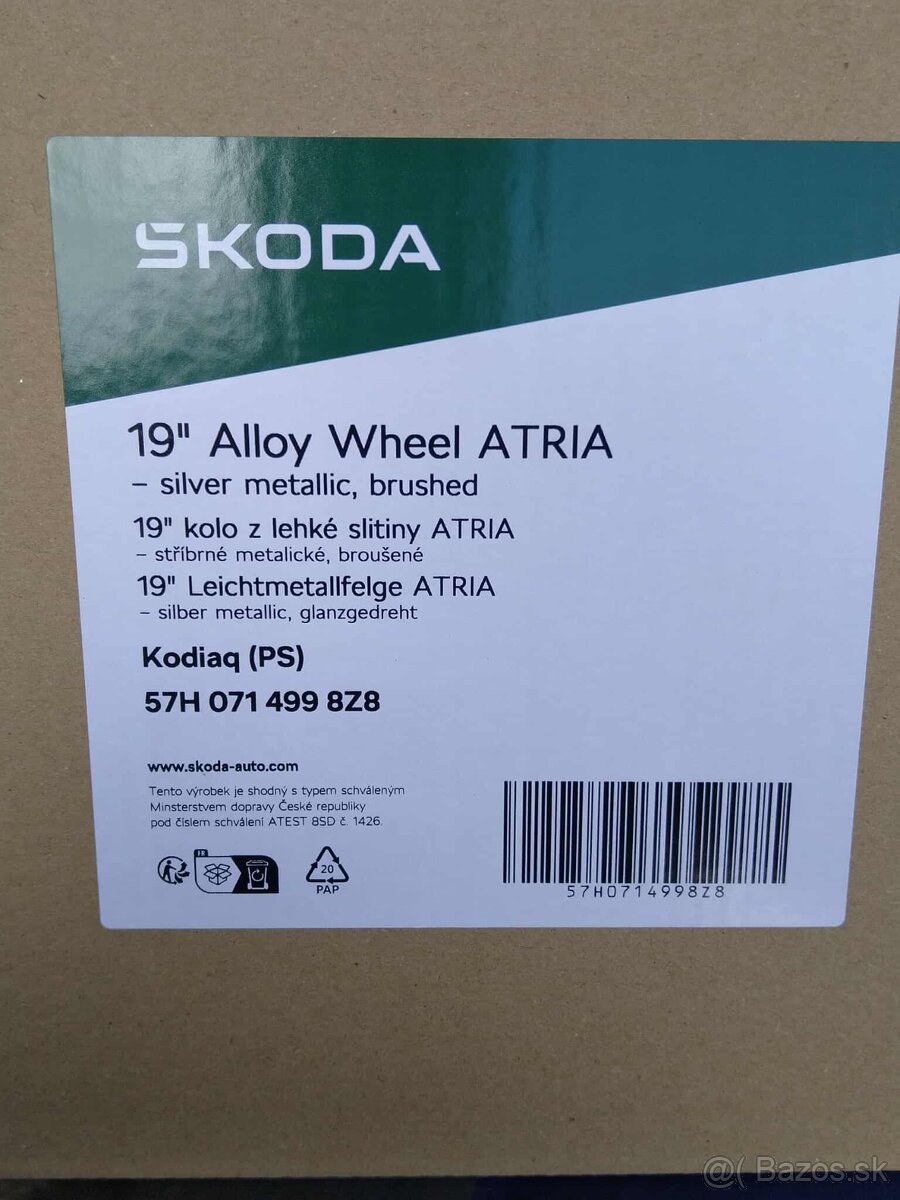 SKODA
19" Alloy Wheel ATRIA
– silver metallic, brushed
19" kolo z lehké slitiny ATRIA
– stříbrné metalické, broušené
19" Leichtmetallfelge ATRIA
– silber metallic, glanzgedreht
Kodiaq (PS)
57H 071 499 8Z8
www.skoda-auto.com
Tento výrobek je shodný s typem schváleným
Minsterstvem dopravy České republiky
pod číslem schválení ATEST 8SD č. 1426.
FR
20
PAP
57H0714998Z8
@( Bazos.sk